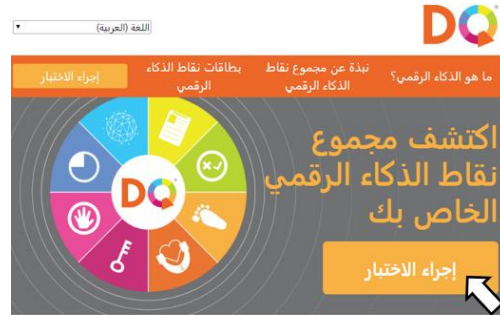 اللغة (العربية)
DQ
ما هو الذكاء الرقمي؟
نبذة عن مجموع نقاط
الذكاء الرقمي
بطاقات نقاط الذكاء
الرقمي
إجراء الاختبار
اكتشف مجموع
نقاط الذكاء الرقمي
الخاص بك
DQ
إجراء الاختبار